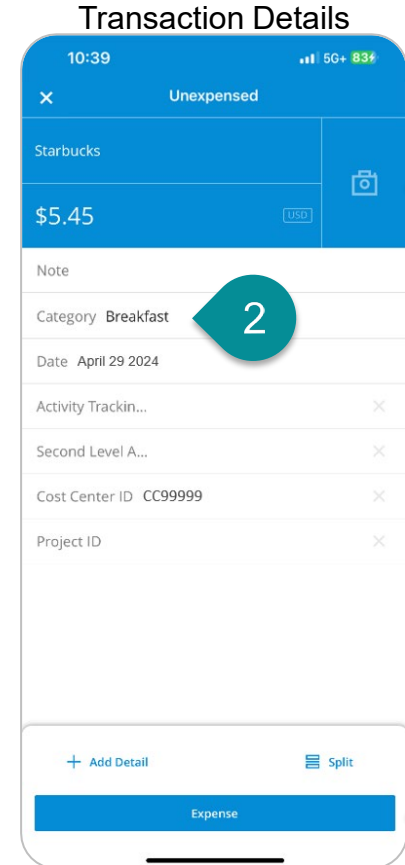 Transaction Details
10:39 5G+ 83
Unexpensed
Starbucks
$5.45 USD
Note
Category Breakfast
2
Date April 29 2024
Activity Trackin...
Second Level A...
Cost Center ID CC99999
Project ID
Add Detail Split
Expense